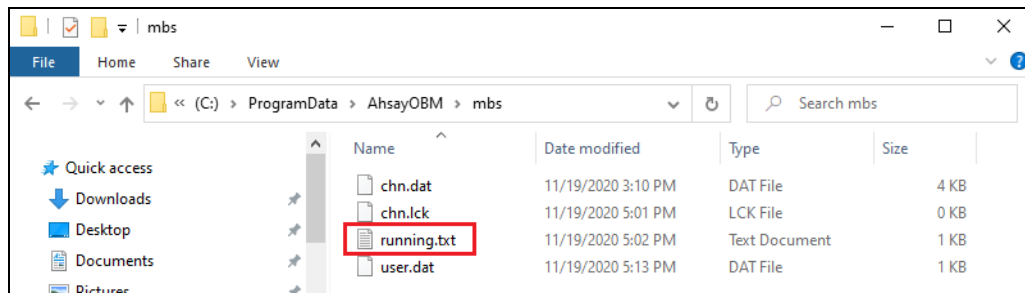 mbs
File Home Share View
« (C:) > ProgramData > AhsayOBM > mbs Search mbs
Name Date modified Type Size
Quick access
chn.dat 11/19/2020 3:10 PM DAT File 4 KB
Downloads
chn.lck 11/19/2020 5:01 PM LCK File 0 KB
Desktop
running.txt 11/19/2020 5:02 PM Text Document 1 KB
Documents
user.dat 11/19/2020 5:13 PM DAT File 1 KB
Pictures